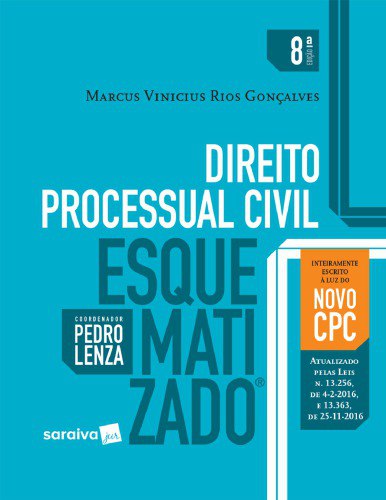 8ª
EDIÇÃO
MARCUS VINICIUS RIOS GONÇALVES
DIREITO
PROCESSUAL CIVIL
ESQUE
MATI
ZADO®
COORDENADOR
PEDRO
LENZA
INTEIRAMENTE
ESCRITO
À LUZ DO
NOVO
CPC
ATUALIZADO
PELAS LEIS
N. 13.256,
DE 4-2-2016,
E 13.363,
DE 25-11-2016
saraiva jur